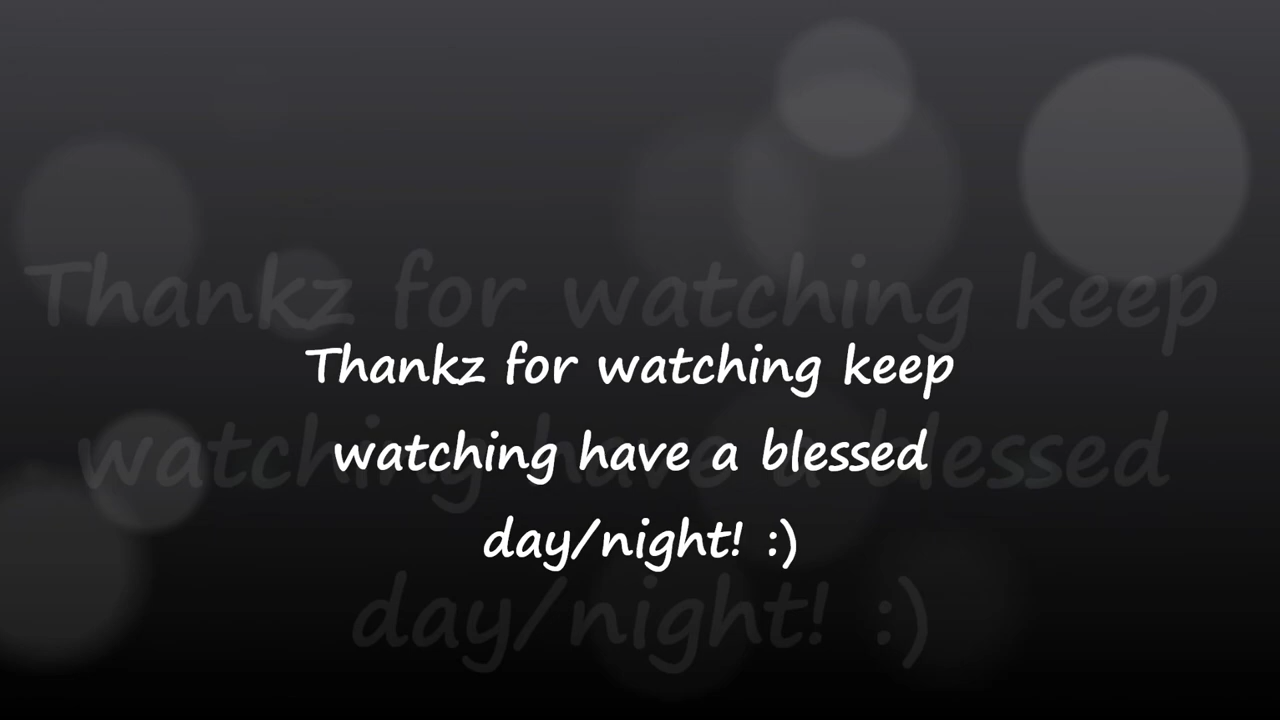 Thankz for watching keep
watching have a blessed
day/night! :)